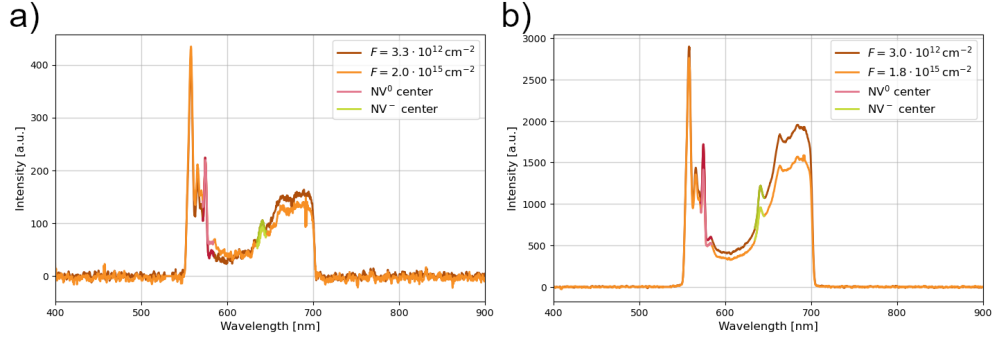 a)
400
300
200
100
0
Intensity [a.u.]
400 500 600 700 800 900
Wavelength [nm]
F = 3.3 · 10¹² cm⁻²
F = 2.0 · 10¹⁵ cm⁻²
NV⁰ center
NV⁻ center
b)
3000
2500
2000
1500
1000
500
0
Intensity [a.u.]
400 500 600 700 800 900
Wavelength [nm]
F = 3.0 · 10¹² cm⁻²
F = 1.8 · 10¹⁵ cm⁻²
NV⁰ center
NV⁻ center